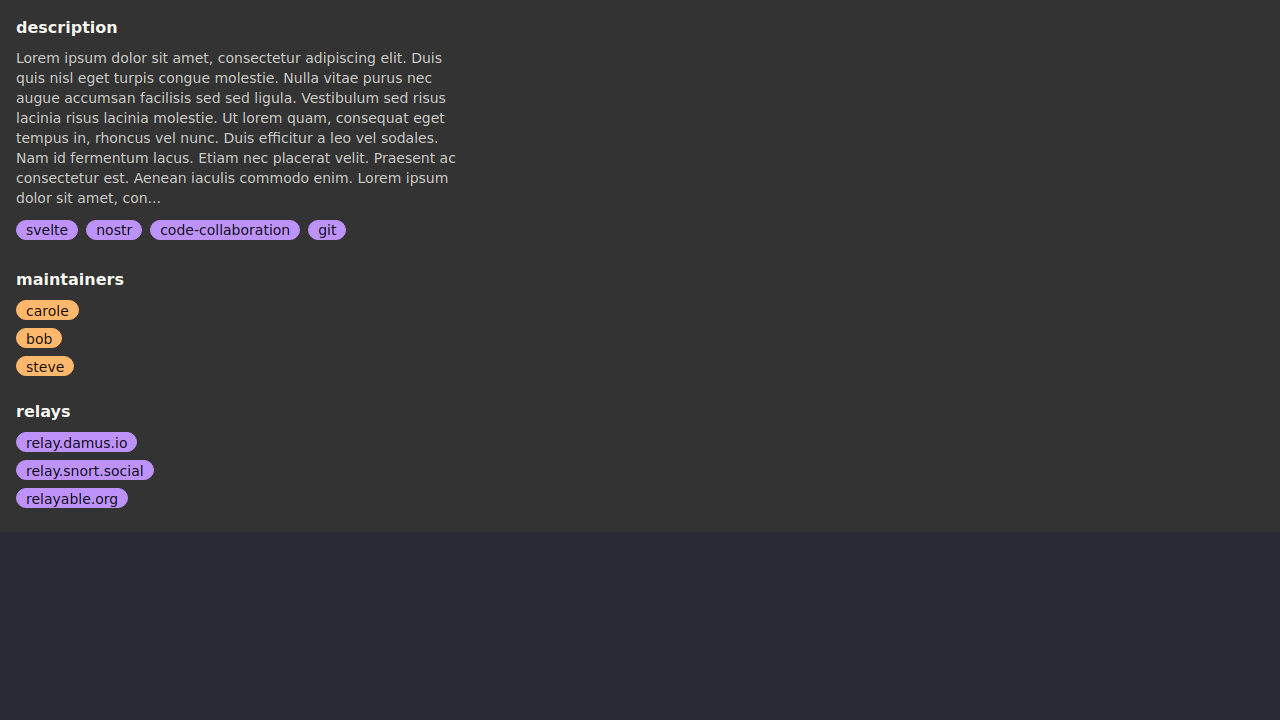 description
Lorem ipsum dolor sit amet, consectetur adipiscing elit. Duis
quis nisl eget turpis congue molestie. Nulla vitae purus nec
augue accumsan facilisis sed sed ligula. Vestibulum sed risus
lacinia risus lacinia molestie. Ut lorem quam, consequat eget
tempus in, rhoncus vel nunc. Duis efficitur a leo vel sodales.
Nam id fermentum lacus. Etiam nec placerat velit. Praesent ac
consectetur est. Aenean iaculis commodo enim. Lorem ipsum
dolor sit amet, con...
svelte nostr code-collaboration git
maintainers
carole
bob
steve
relays
relay.damus.io
relay.snort.social
relayable.org